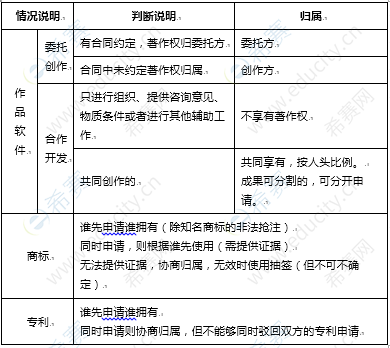 情况说明 判断说明 归属
委托创作 有合同约定，著作权归委托方 委托方
合同中未约定著作权归属 创作方
作品软件
合作开发 只进行组织、提供咨询意见、
物质条件或者进行其他辅助工
作
不享有著作权
共同创作的
共同享有，按人头比例。
成果可分割的，可分开申
请。
商标
谁先申请谁拥有（除知名商标的非法抢注）
同时申请，则根据谁先使用（需提供证据）
无法提供证据，协商归属，无效时使用抽签（但不可不确
定）
专利
谁先申请谁拥有
同时申请则协商归属，但不能够同时驳回双方的专利申请
希赛
www.educity.cn
希赛网